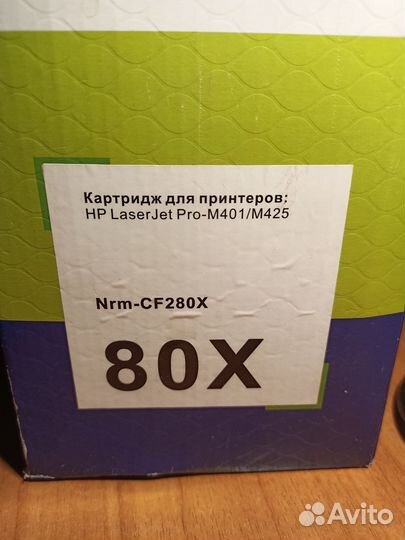 Картридж для принтеров:
HP LaserJet Pro-M401/M425
Nrm-CF280X
80X
Avito